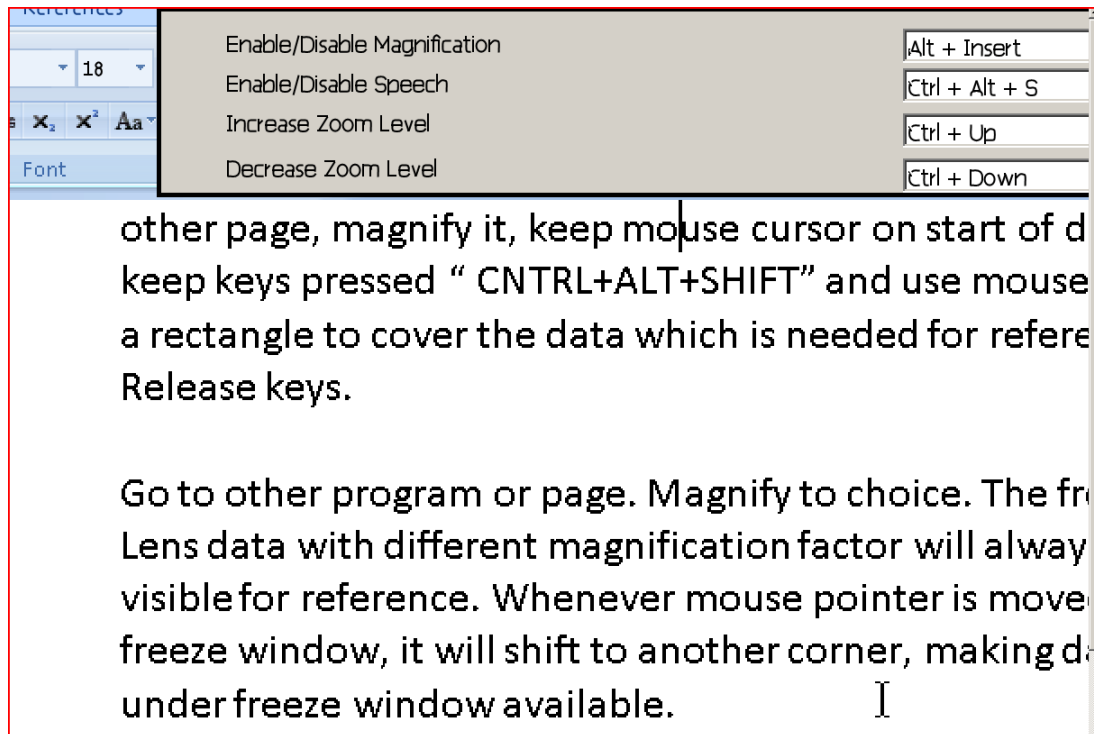 References
18
Enable/Disable Magnification Alt + Insert
Enable/Disable Speech Ctrl + Alt + S
x₂ x² Aa Increase Zoom Level Ctrl + Up
Font Decrease Zoom Level Ctrl + Down
other page, magnify it, keep mouse cursor on start of d
keep keys pressed “ CNTRL+ALT+SHIFT” and use mouse
a rectangle to cover the data which is needed for refere
Release keys.
Go to other program or page. Magnify to choice. The fr
Lens data with different magnification factor will alway
visible for reference. Whenever mouse pointer is move
freeze window, it will shift to another corner, making da
under freeze window available.